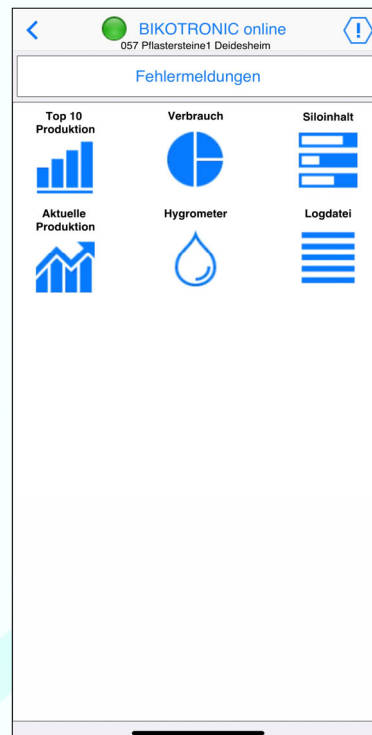 BIKOTRONIC online
057 Pflastersteine1 Deidesheim
Fehlermeldungen
Top 10
Produktion
Verbrauch
Siloinhalt
Aktuelle
Produktion
Hygrometer
Logdatei